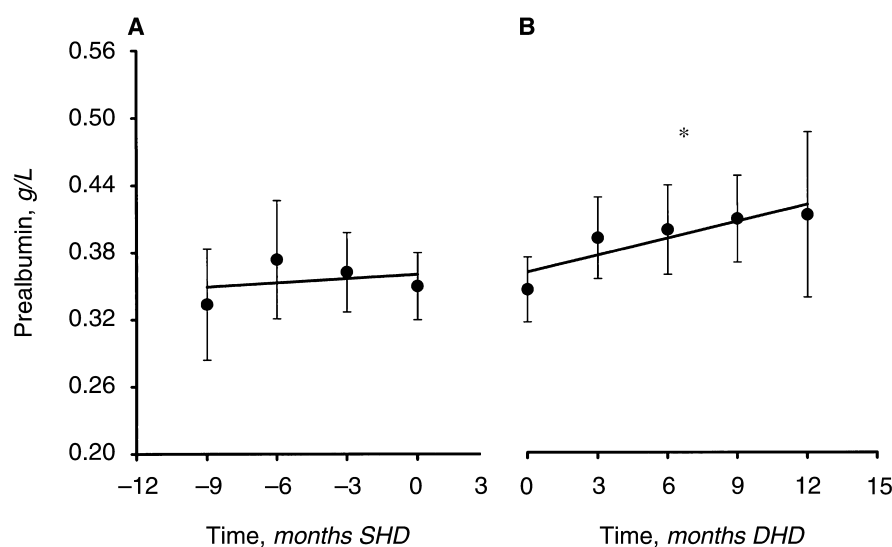 A
B
0.56
0.50
0.44
0.38
0.32
0.26
0.20
Prealbumin, g/L
*
–12 –9 –6 –3 0 3
0 3 6 9 12 15
Time, months SHD
Time, months DHD